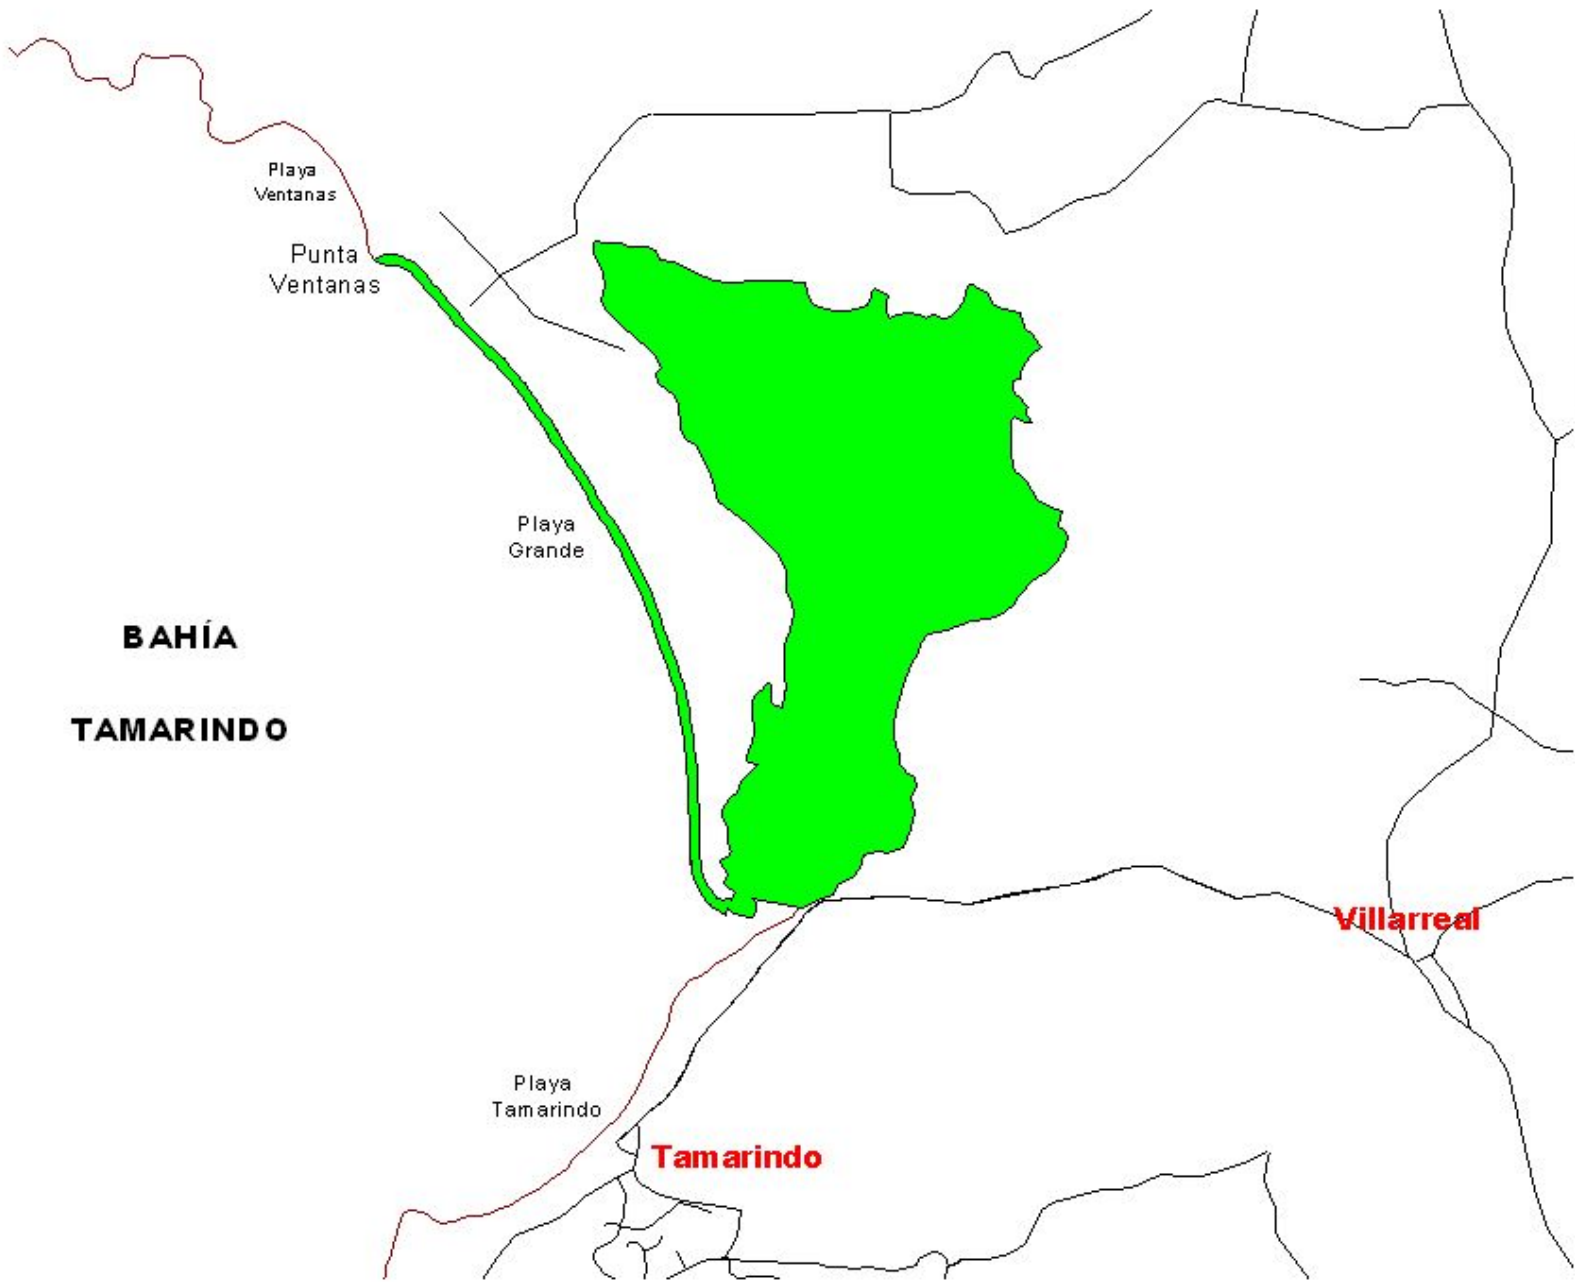 Playa
Ventanas
Punta
Ventanas
Playa
Grande
BAHÍA
TAMARINDO
Villarreal
Playa
Tamarindo
Tamarindo